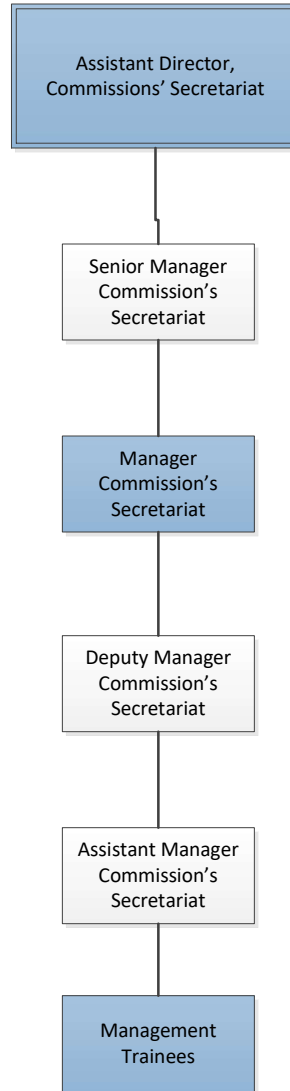 Assistant Director,
Commissions’ Secretariat
Senior Manager
Commission’s
Secretariat
Manager
Commission’s
Secretariat
Deputy Manager
Commission’s
Secretariat
Assistant Manager
Commission’s
Secretariat
Management
Trainees